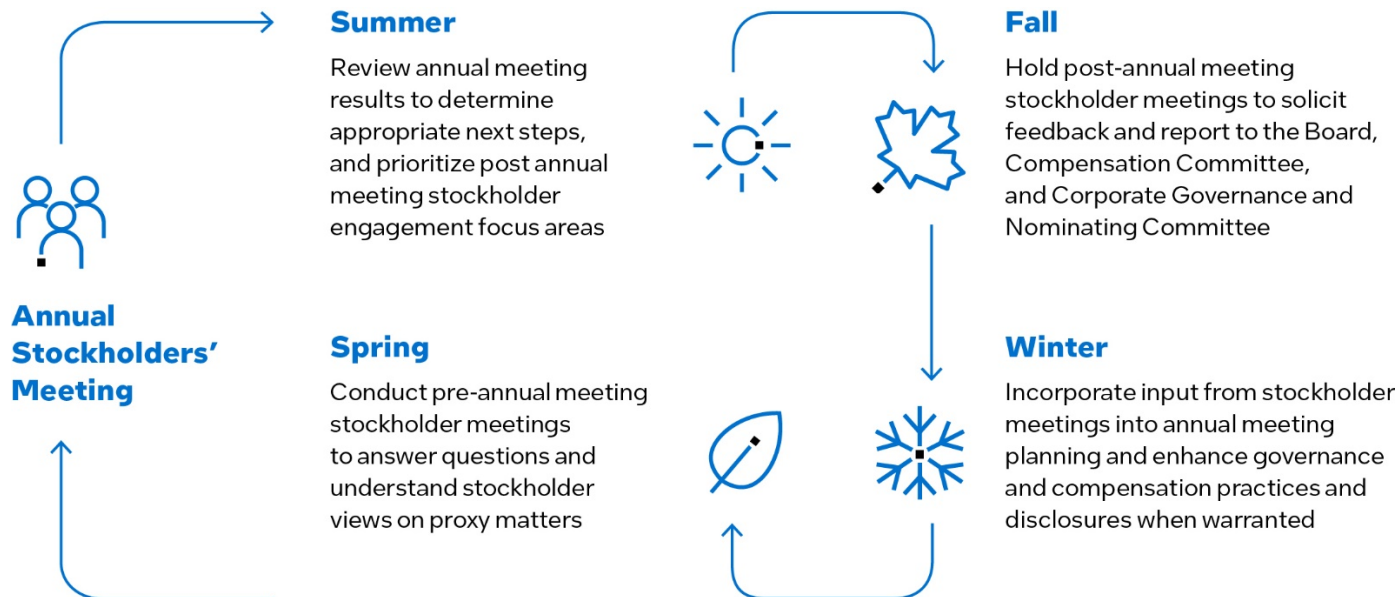 Annual
Stockholders’
Meeting
Summer
Review annual meeting
results to determine
appropriate next steps,
and prioritize post annual
meeting stockholder
engagement focus areas
Fall
Hold post-annual meeting
stockholder meetings to solicit
feedback and report to the Board,
Compensation Committee,
and Corporate Governance and
Nominating Committee
Winter
Incorporate input from stockholder
meetings into annual meeting
planning and enhance governance
and compensation practices and
disclosures when warranted
Spring
Conduct pre-annual meeting
stockholder meetings
to answer questions and
understand stockholder
views on proxy matters